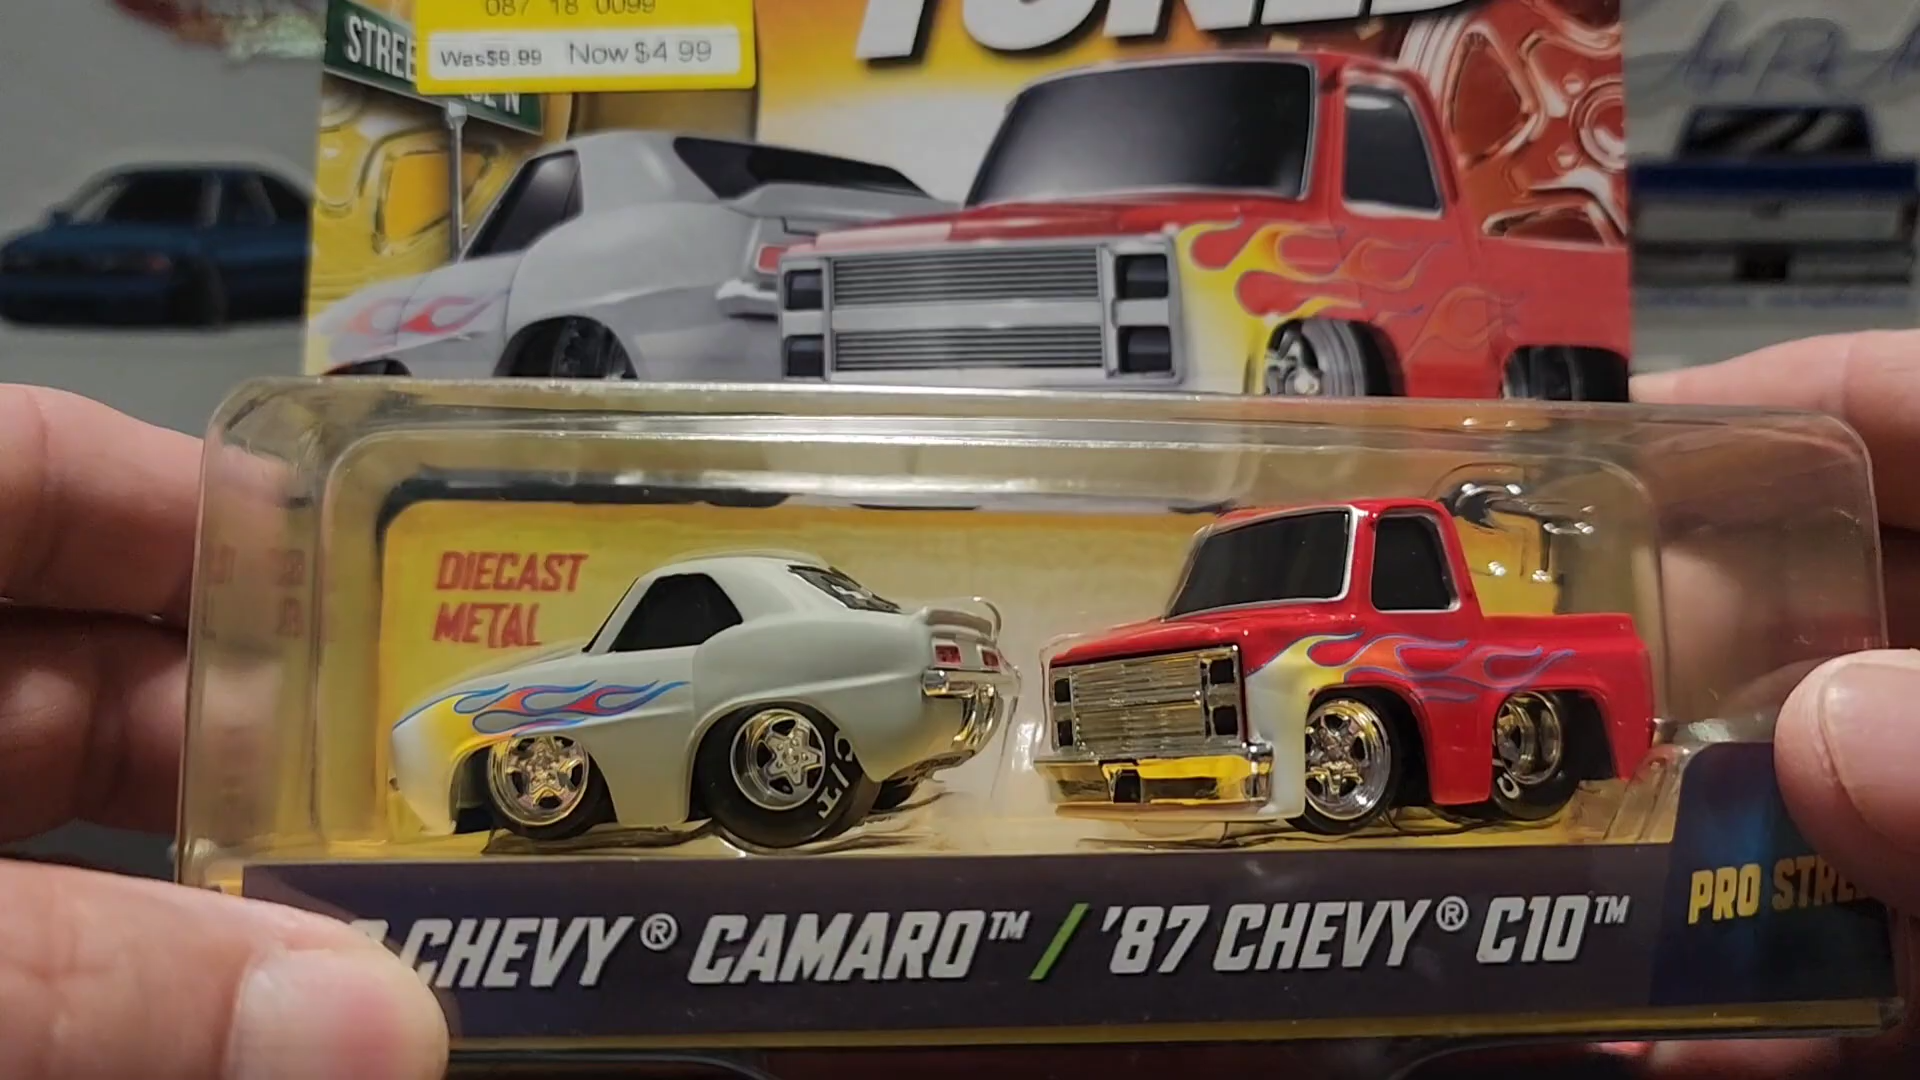 087 18 0099
Was$9.99 Now $4 99
STREE
TUNED
DIECAST
METAL
CHEVY® CAMARO™ / '87 CHEVY® C10™
PRO STRE
C/T